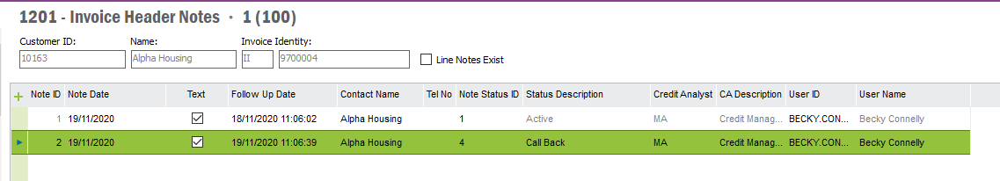 1201 - Invoice Header Notes • 1 (100)
Customer ID: Name: Invoice Identity:
10163 Alpha Housing II 9700004 Line Notes Exist
Note ID Note Date Text Follow Up Date Contact Name Tel No Note Status ID Status Description Credit Analyst CA Description User ID User Name
1 19/11/2020 18/11/2020 11:06:02 Alpha Housing 1 Active MA Credit Manag... BECKY.CON... Becky Connelly
2 19/11/2020 19/11/2020 11:06:39 Alpha Housing 4 Call Back MA Credit Manag... BECKY.CON... Becky Connelly